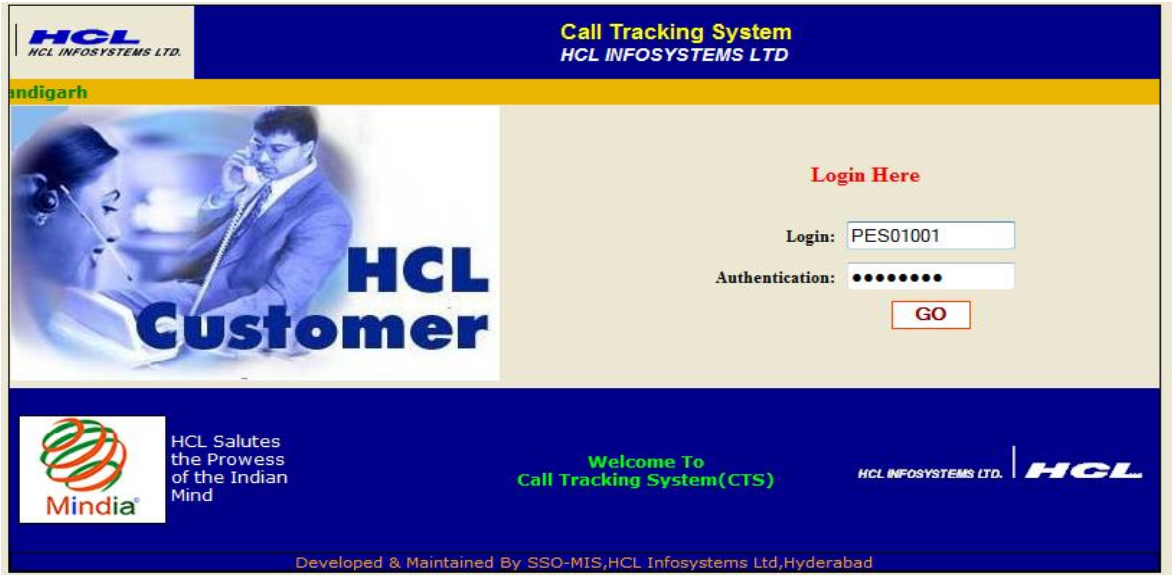 HCL
HCL INFOSYSTEMS LTD.
Call Tracking System
HCL INFOSYSTEMS LTD
andigarh
HCL
Customer
Login Here
Login: PES01001
Authentication: ●●●●●●●●
GO
Mindia
HCL Salutes
the Prowess
of the Indian
Mind
Welcome To
Call Tracking System(CTS)
HCL INFOSYSTEMS LTD. HCL
Developed & Maintained By SSO-MIS,HCL Infosystems Ltd,Hyderabad